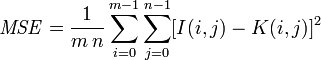 MSE = \frac{1}{m\,n} \sum_{i=0}^{m-1} \sum_{j=0}^{n-1} [I(i,j) - K(i,j)]^2